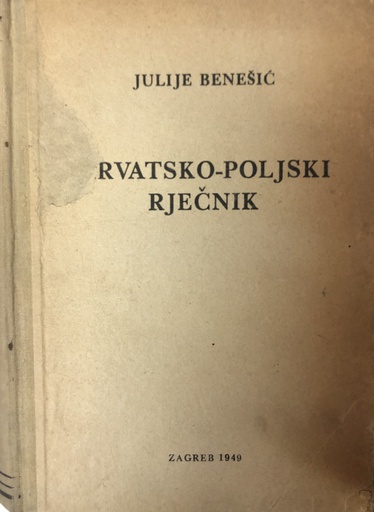 JULIJE BENEŠIĆ
RVATSKO-POLJSKI
RJEČNIK
ZAGREB 1949